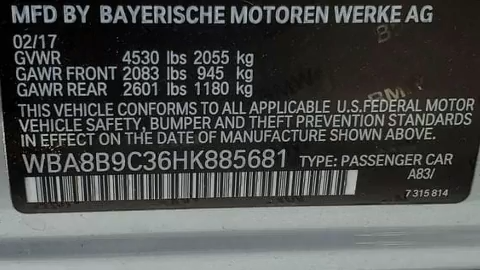 MFD BY BAYERISCHE MOTOREN WERKE AG
02/17
GVWR 4530 lbs 2055 kg
GAWR FRONT 2083 lbs 945 kg
GAWR REAR 2601 lbs 1180 kg
THIS VEHICLE CONFORMS TO ALL APPLICABLE U.S.FEDERAL MOTOR
VEHICLE SAFETY, BUMPER, AND THEFT PREVENTION STANDARDS
IN EFFECT ON THE DATE OF MANUFACTURE SHOWN ABOVE.
WBA8B9C36HK885681 TYPE: PASSENGER CAR
A83/
7 315 814